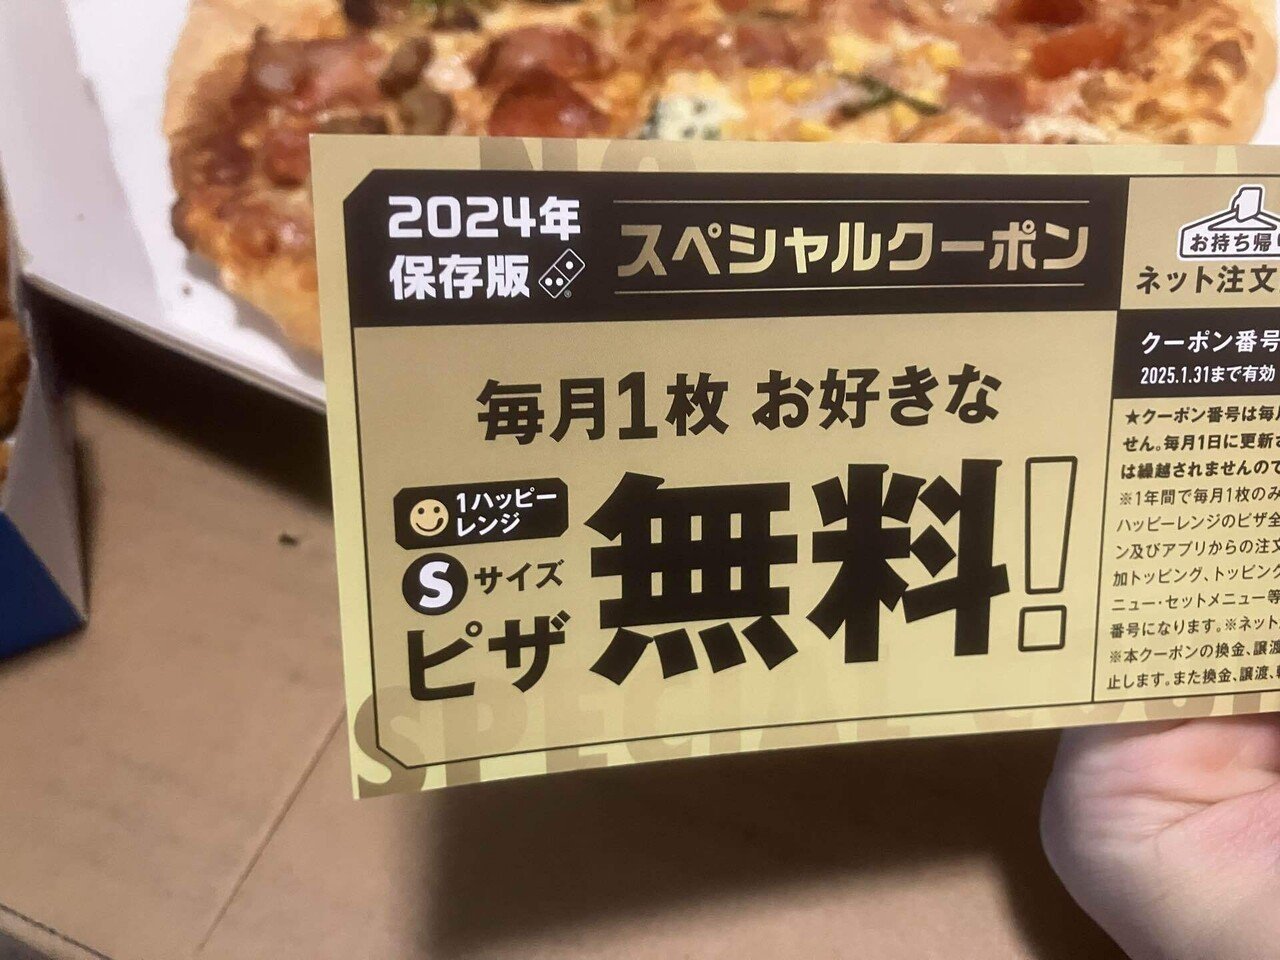 2024年
保存版
スペシャルクーポン
毎月1枚 お好きな
1ハッピー
レンジ
Sサイズ
ピザ
無料!
お持ち帰り
ネット注文
クーポン番号
2025.1.31まで有効
★クーポン番号は毎月
せん。毎月1日に更新さ
は繰越されませんので
※1年間で毎月1枚のみ
ハッピーレンジのピザ全
ン及びアプリからの注文
加トッピング、トッピング
ニュー・セットメニュー等
番号になります。※ネット
※本クーポンの換金、譲渡
止します。また換金、譲渡、
SPECIAL